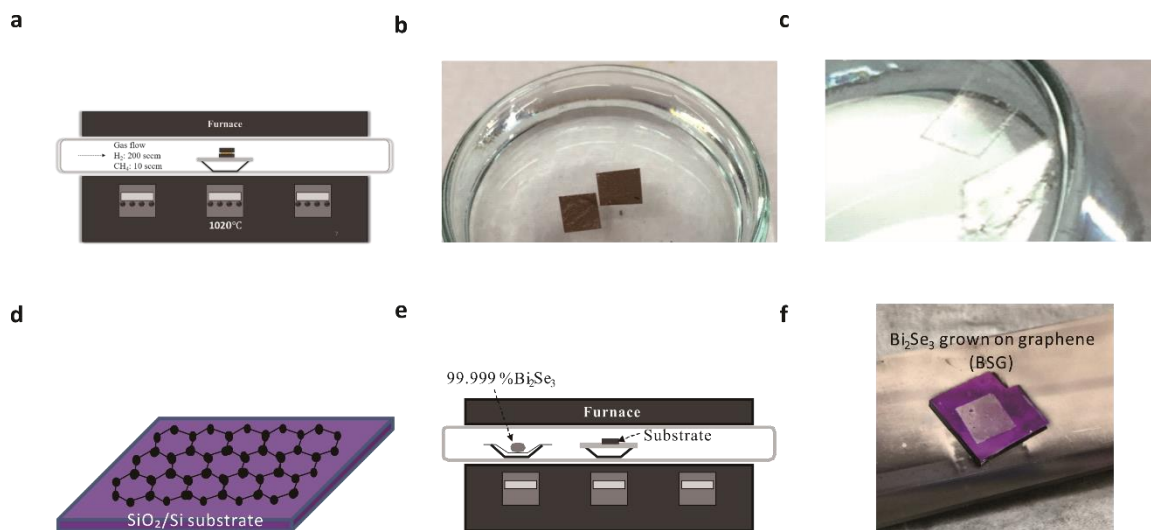 a
b
c
Furnace
Gas flow
H₂: 200 sccm
CH₄: 10 sccm
1020°C
d
e
f
SiO₂/Si substrate
99.999 %Bi₂Se₃
Furnace
Substrate
Bi₂Se₃ grown on graphene
(BSG)